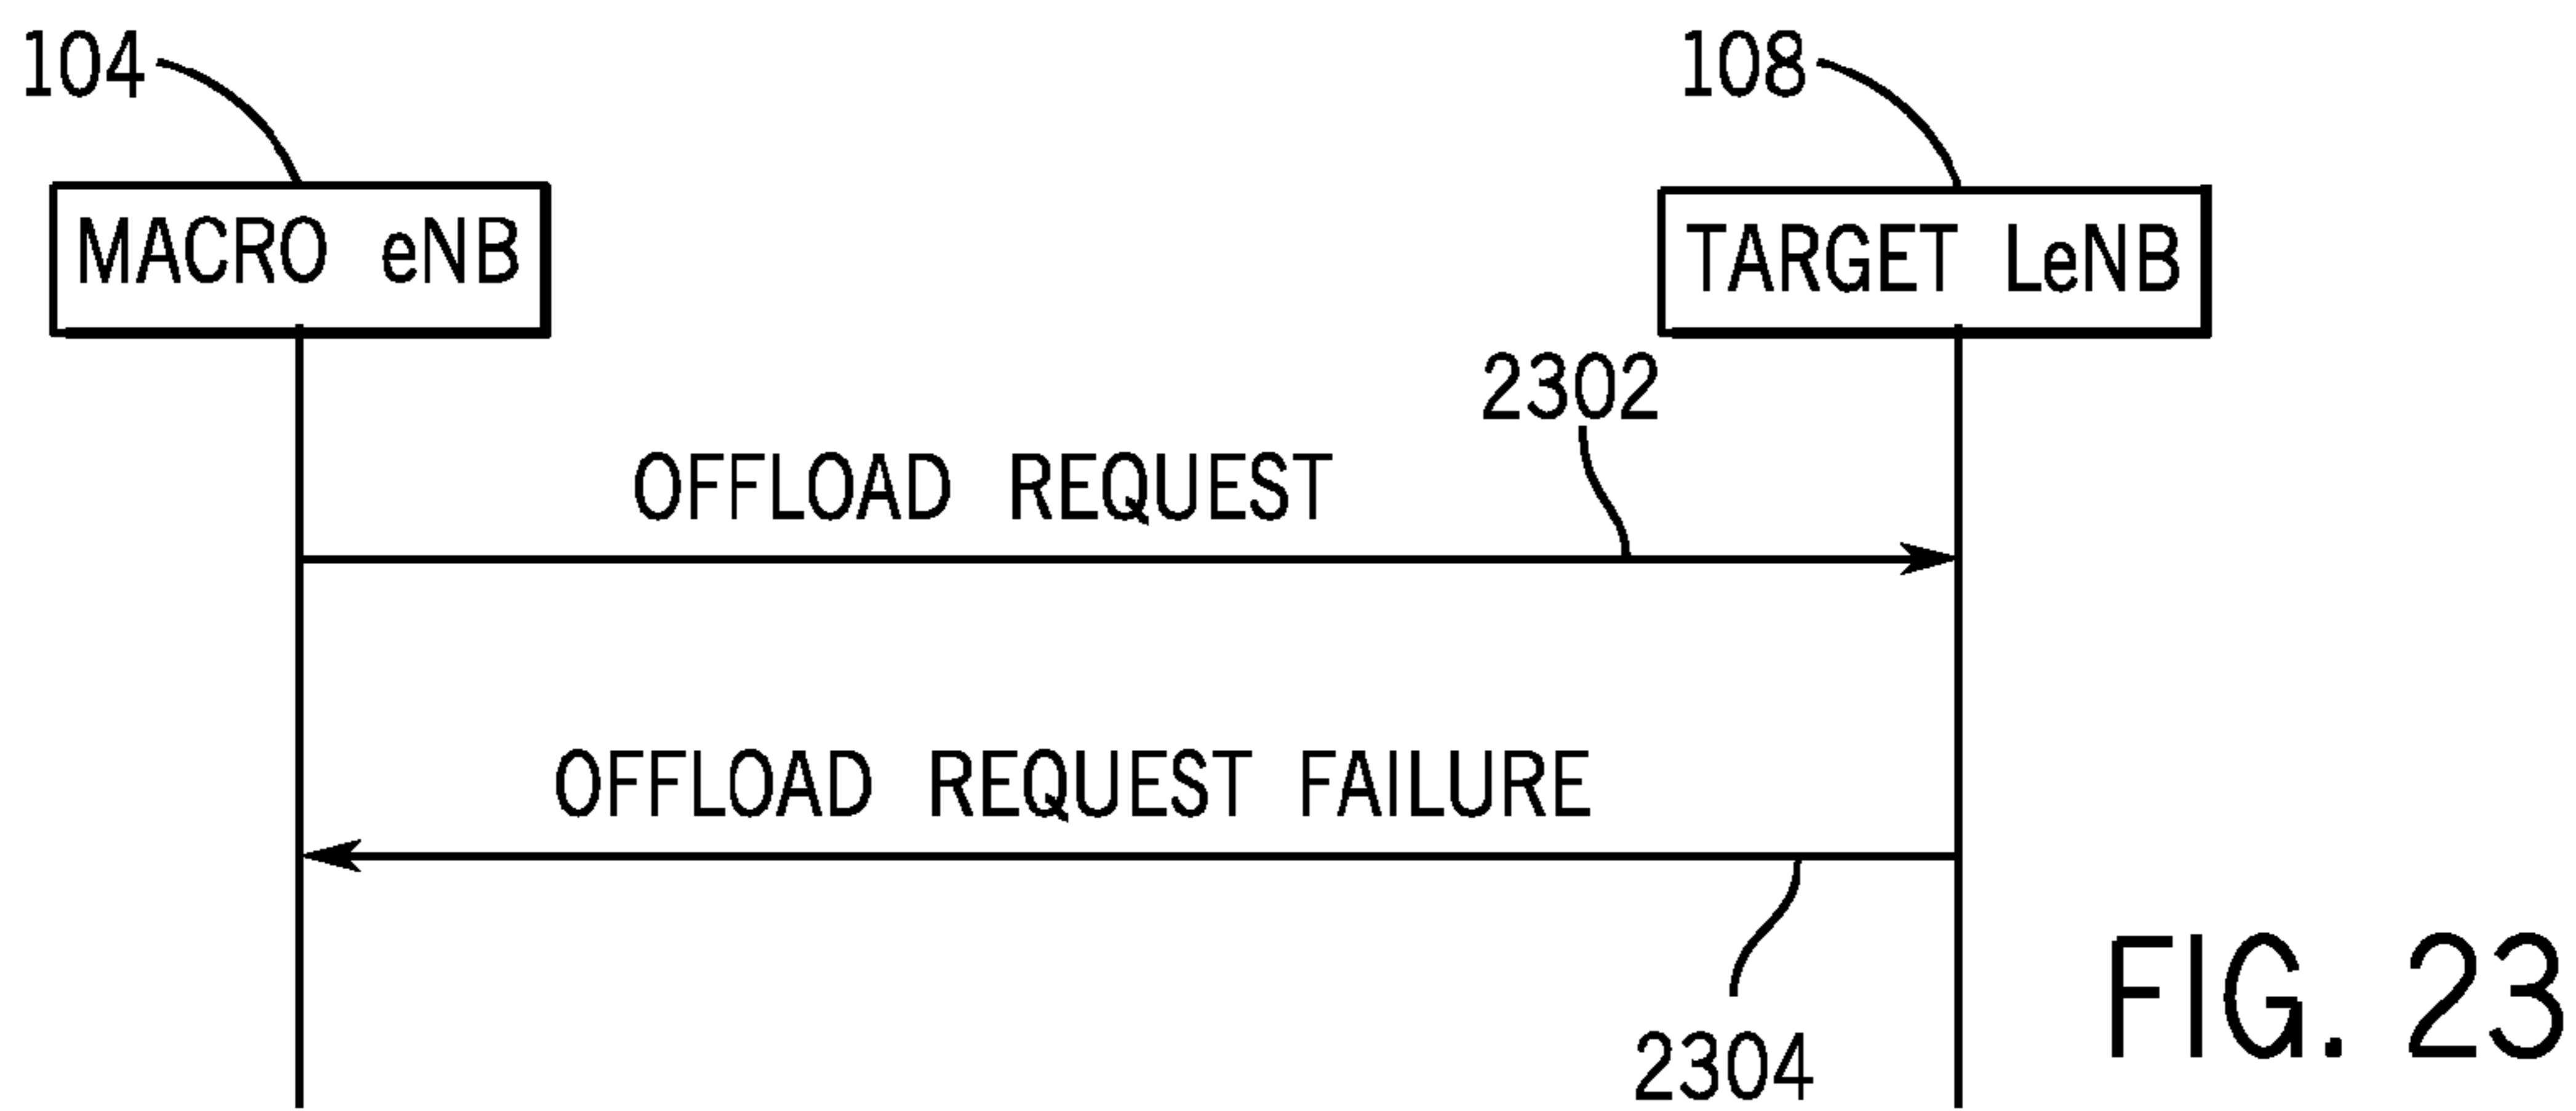 104
108
MACRO eNB
TARGET LeNB
2302
OFFLOAD REQUEST
OFFLOAD REQUEST FAILURE
2304
FIG. 23